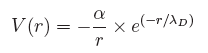 V(r) = −α/r × e^(−r/λ_D)